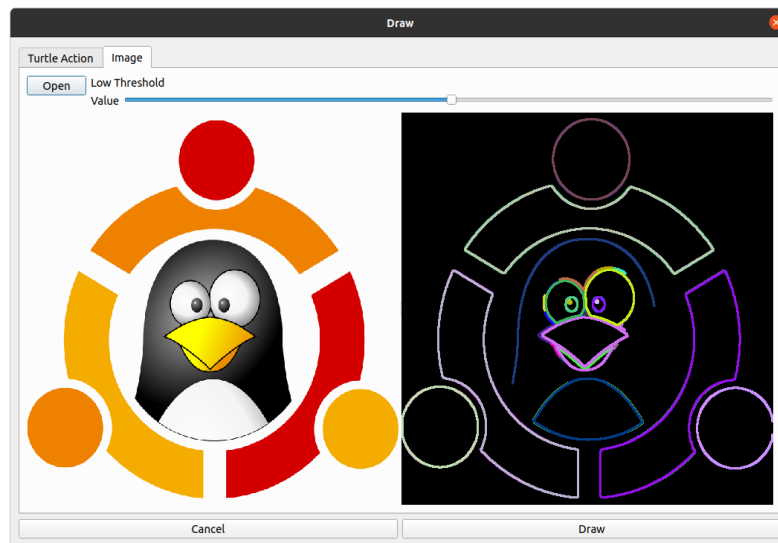 Draw
Turtle Action
Image
Open
Low Threshold
Value
Cancel
Draw